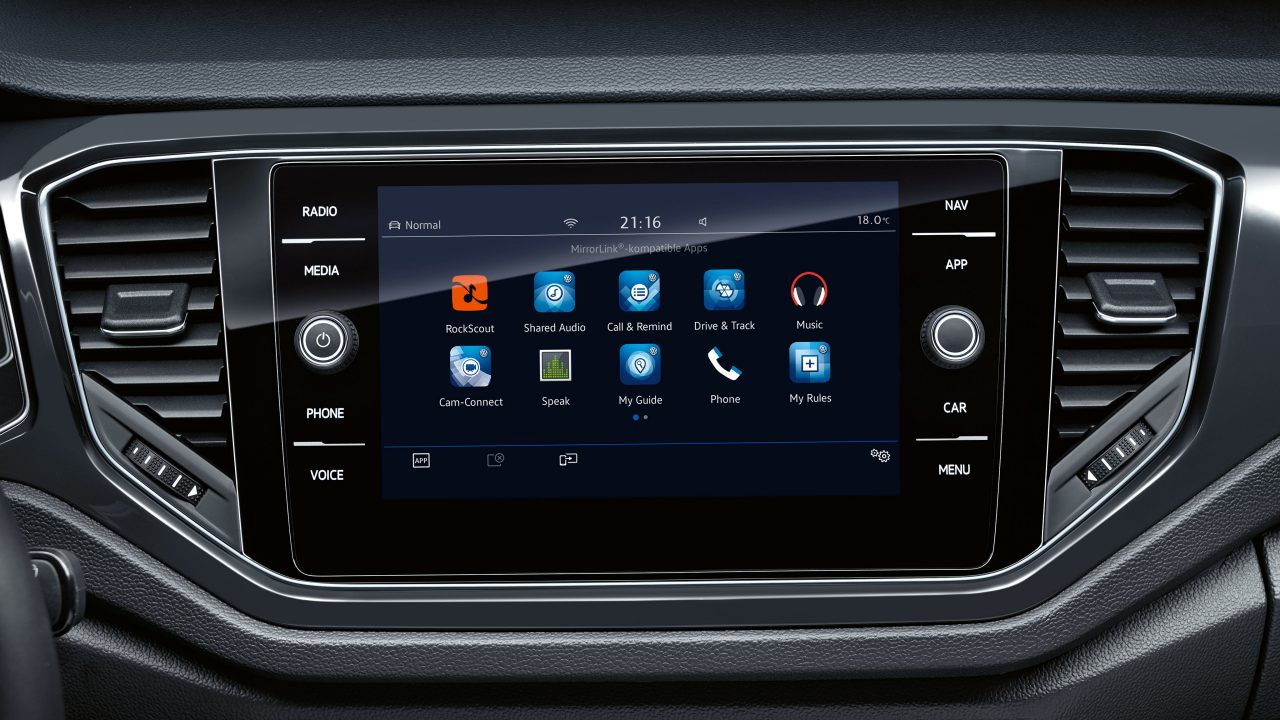 RADIO
NAV
Normal
21:16
18.0°C
MirrorLink®-kompatible Apps
MEDIA
APP
RockScout
Shared Audio
Call & Remind
Drive & Track
Music
Cam-Connect
Speak
My Guide
Phone
My Rules
PHONE
CAR
APP
VOICE
MENU